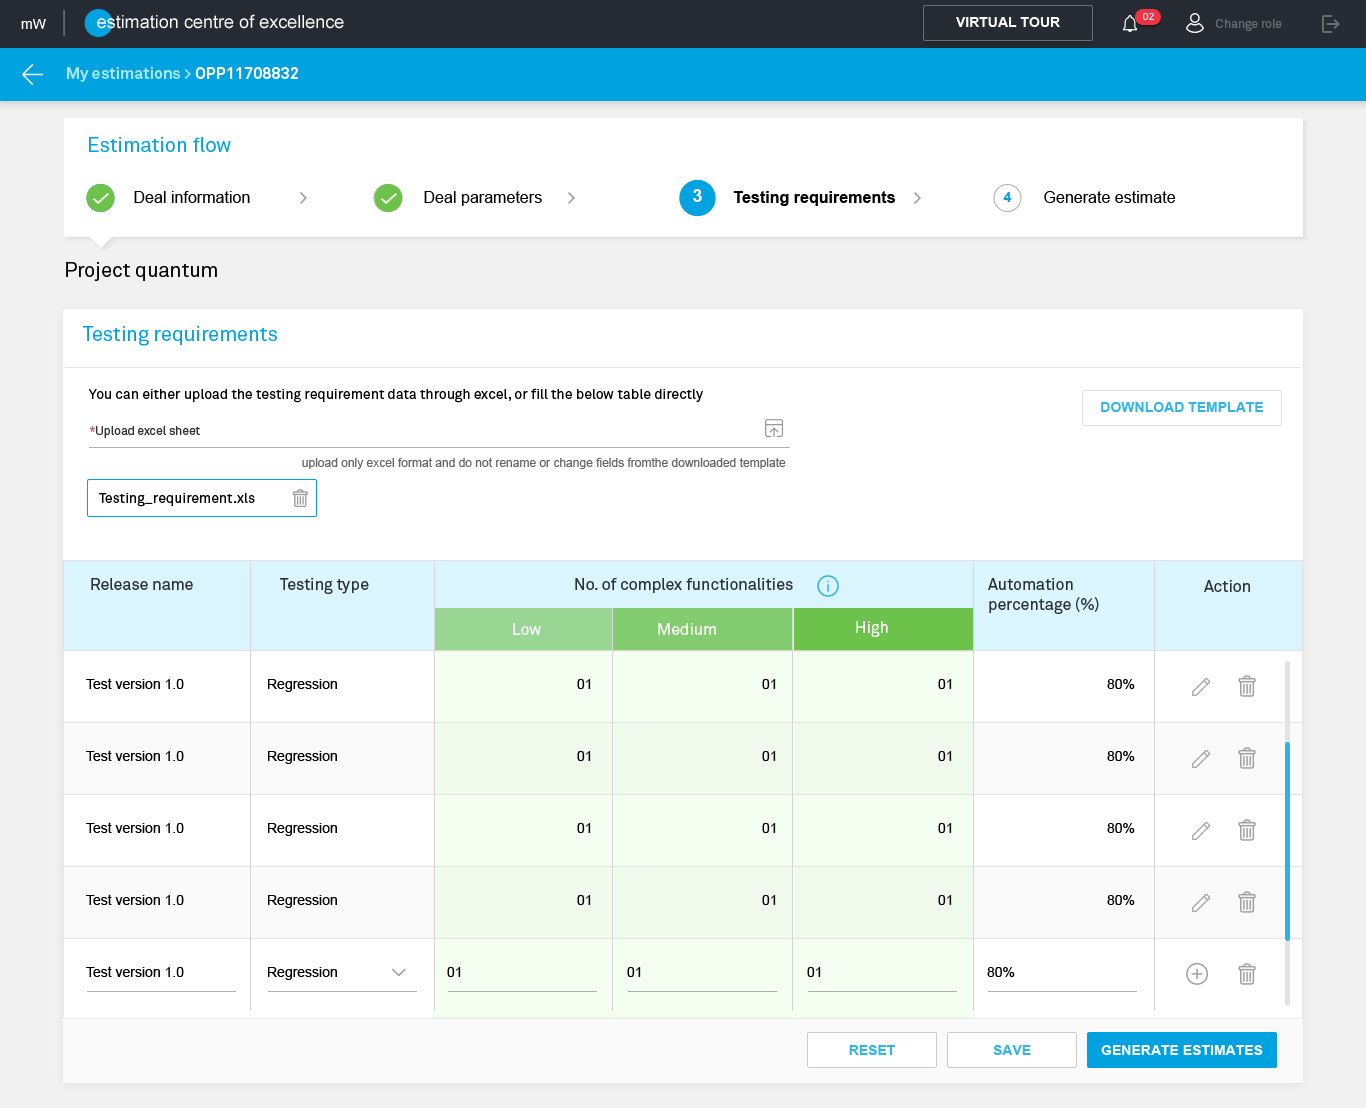 mW
estimation centre of excellence
VIRTUAL TOUR
02
Change role
My estimations > OPP11708832
Estimation flow
Deal information
Deal parameters
3
Testing requirements
4
Generate estimate
Project quantum
Testing requirements
You can either upload the testing requirement data through excel, or fill the below table directly
DOWNLOAD TEMPLATE
*Upload excel sheet
upload only excel format and do not rename or change fields fromthe downloaded template
Testing_requirement.xls
Release name
Testing type
No. of complex functionalities
i
Automation
percentage (%)
Action
Low
Medium
High
Test version 1.0 Regression 01 01 01 80%
Test version 1.0 Regression 01 01 01 80%
Test version 1.0 Regression 01 01 01 80%
Test version 1.0 Regression 01 01 01 80%
Test version 1.0 Regression 01 01 01 80%
RESET
SAVE
GENERATE ESTIMATES